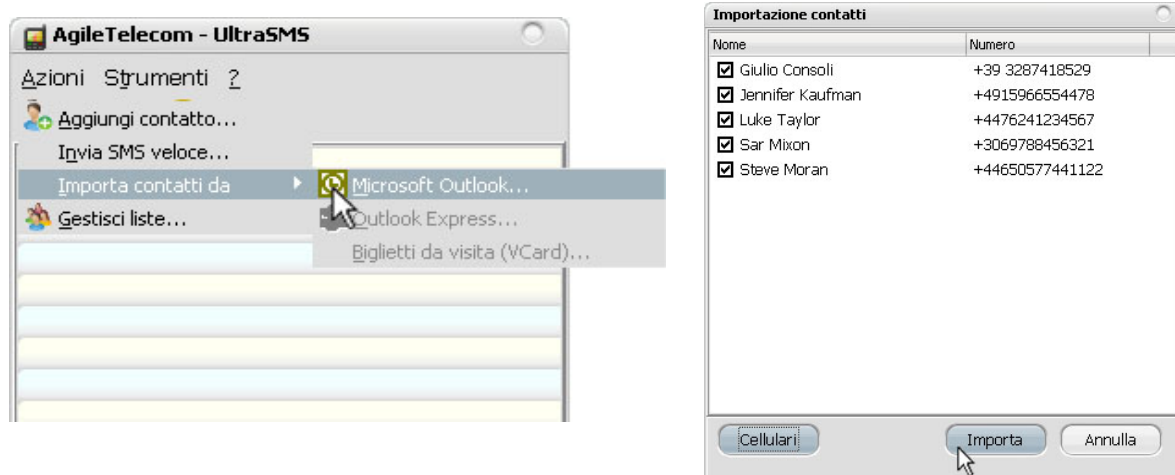 AgileTelecom - UltraSMS
Azioni Strumenti ?
Aggiungi contatto...
Invia SMS veloce...
Importa contatti da
Microsoft Outlook...
Gestisci liste...
Outlook Express...
Biglietti da visita (VCard)...
Importazione contatti
Nome Numero
Giulio Consoli +39 3287418529
Jennifer Kaufman +4915966554478
Luke Taylor +4476241234567
Sar Mixon +3069788456321
Steve Moran +44650577441122
Cellulari Importa Annulla